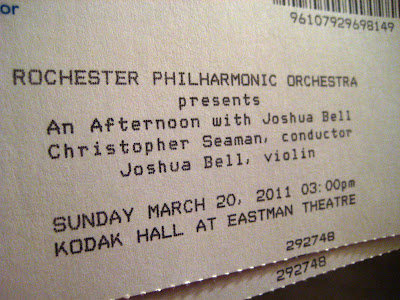 or
96107929698149
ROCHESTER PHILHARMONIC ORCHESTRA
presents
An Afternoon with Joshua Bell
Christopher Seaman, conductor
Joshua Bell, violin
SUNDAY MARCH 20, 2011 03:00pm
KODAK HALL AT EASTMAN THEATRE
292748
292748